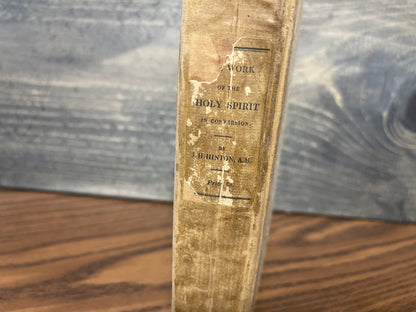 WORK
OF THE
HOLY SPIRIT
IN CONVERSION.
BY
J. H. HINTON, A.M.